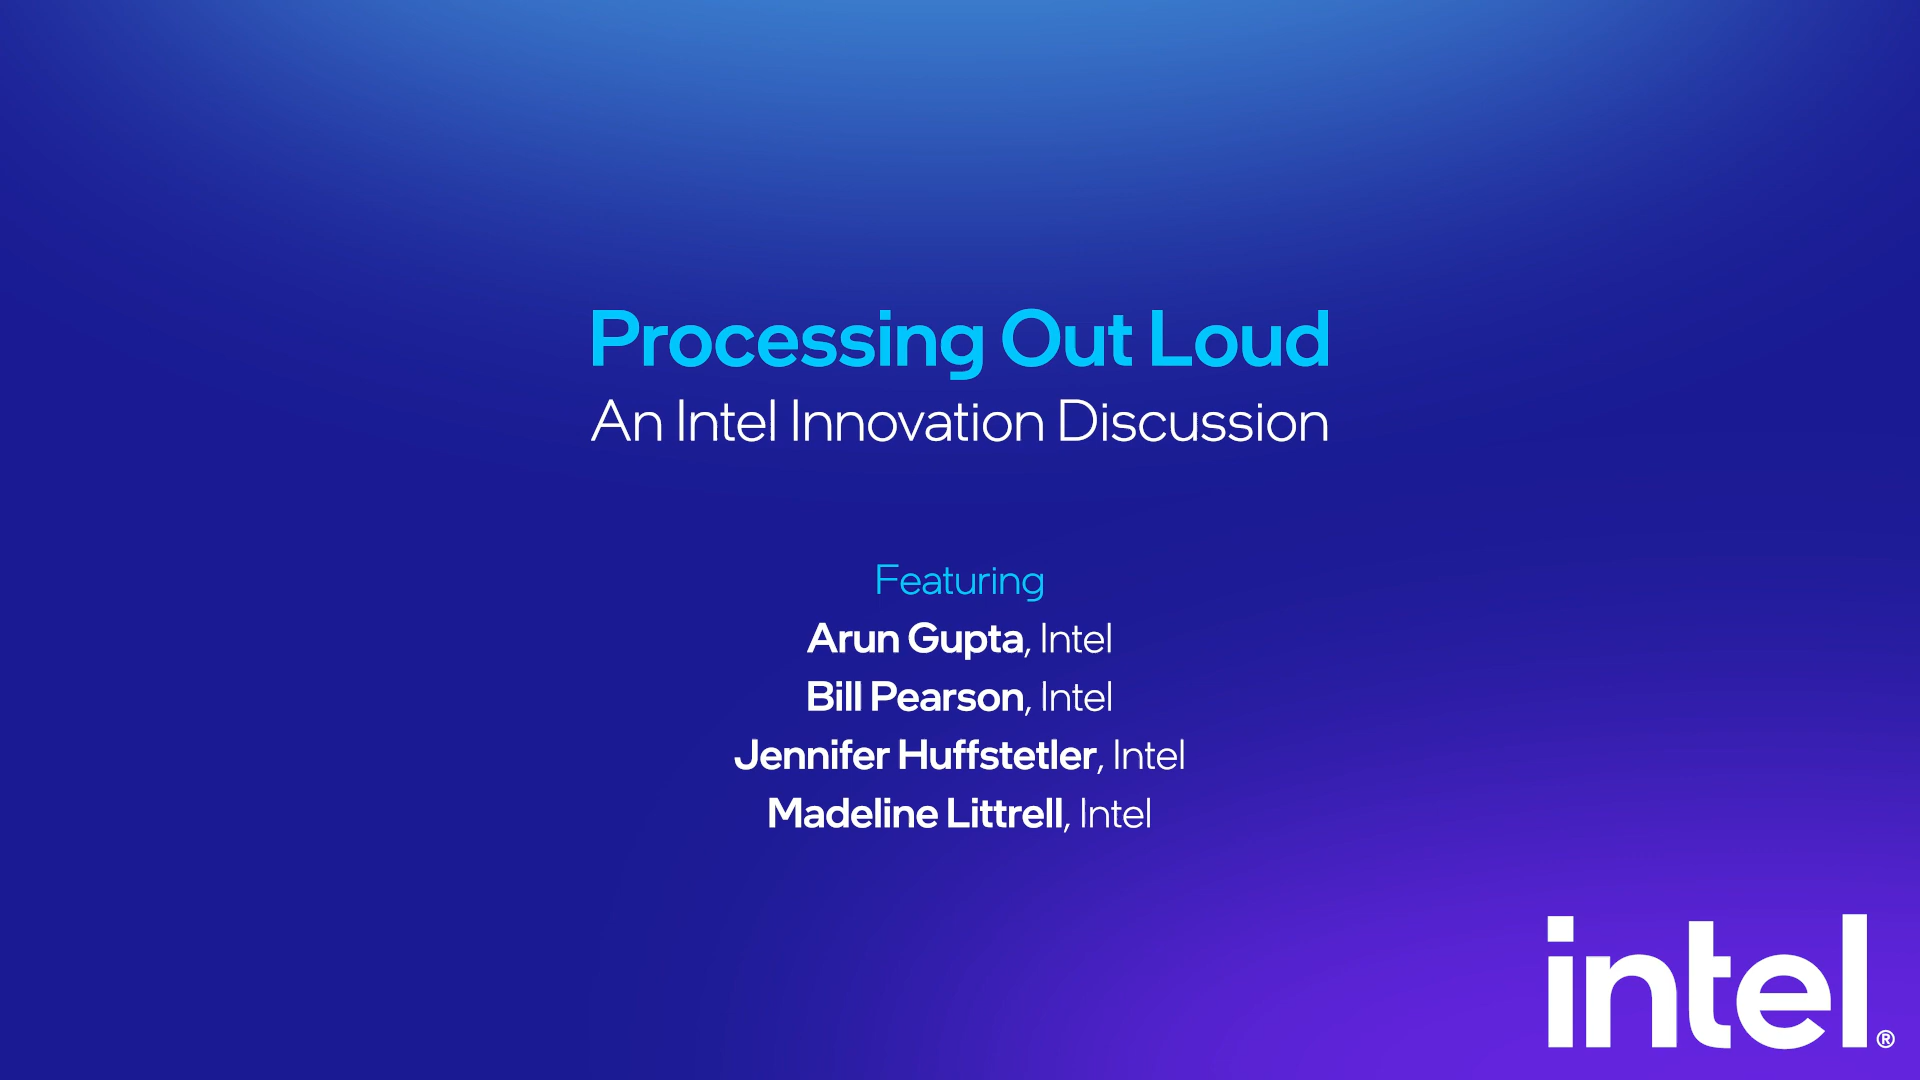 Processing Out Loud
An Intel Innovation Discussion
Featuring
Arun Gupta, Intel
Bill Pearson, Intel
Jennifer Huffstetler, Intel
Madeline Littrell, Intel
intel®